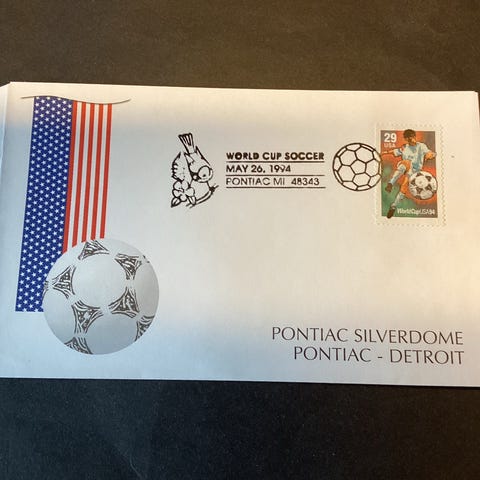 WORLD CUP SOCCER
MAY 26, 1994
PONTIAC MI 48343
29
USA
WorldCupUSA94
PONTIAC SILVERDOME
PONTIAC - DETROIT